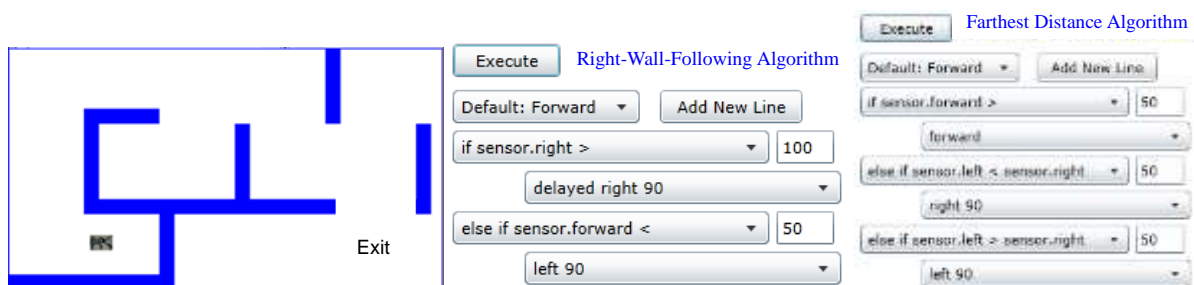 Exit
Execute Right-Wall-Following Algorithm
Default: Forward Add New Line
if sensor.right > 100
delayed right 90
else if sensor.forward < 50
left 90
Execute Farthest Distance Algorithm
Default: Forward Add New Line
if sensor.forward > 50
forward
else if sensor.left < sensor.right 50
right 90
else if sensor.left > sensor.right 50
left 90